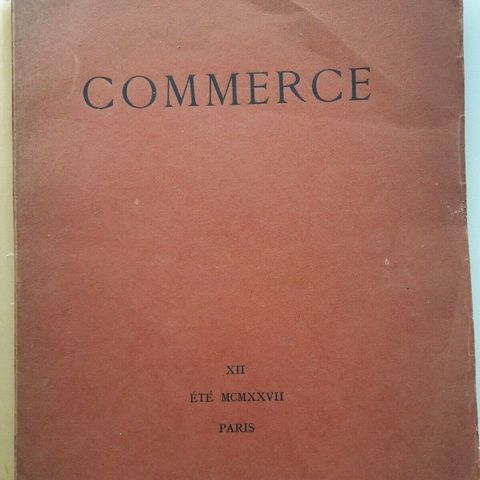 COMMERCE
XII
ÉTÉ MCMXXVII
PARIS